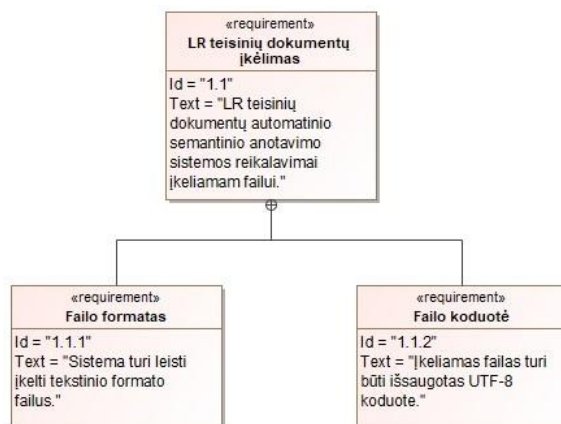 «requirement»
LR teisinių dokumentų
įkėlimas
Id = "1.1"
Text = "LR teisinių
dokumentų automatinio
semantinio anotavimo
sistemos reikalavimai
įkeliamam failui."
«requirement»
Failo formatas
Id = "1.1.1"
Text = "Sistema turi leisti
įkelti tekstinio formato
failus."
«requirement»
Failo koduotė
Id = "1.1.2"
Text = "Įkeliamas failas turi
būti išsaugotas UTF-8
koduote."